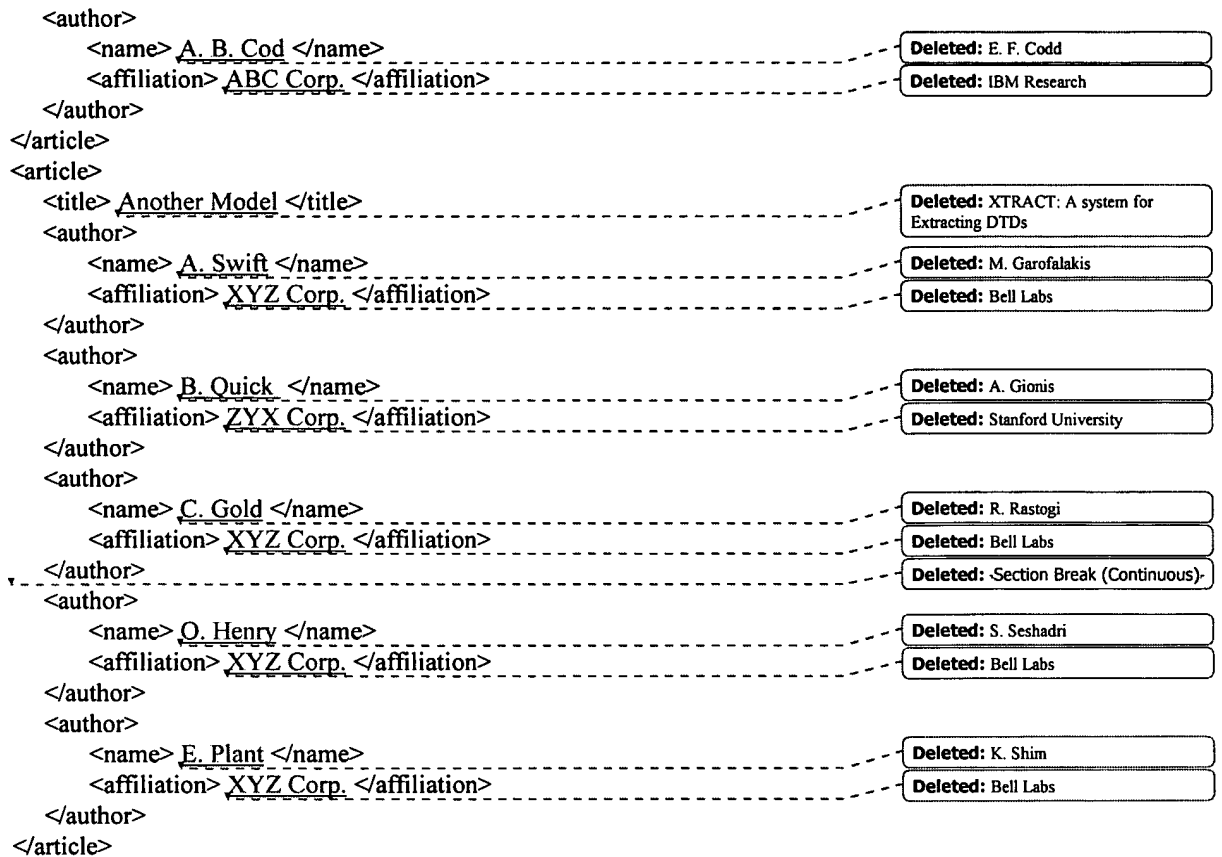 <author>
<name> A. B. Cod </name>
Deleted: E. F. Codd
<affiliation> ABC Corp. </affiliation>
Deleted: IBM Research
</author>
</article>
<article>
<title> Another Model </title>
Deleted: XTRACT: A system for
Extracting DTDs
<author>
<name> A. Swift </name>
Deleted: M. Garofalakis
<affiliation> XYZ Corp. </affiliation>
Deleted: Bell Labs
</author>
<author>
<name> B. Quick </name>
Deleted: A. Gionis
<affiliation> ZYX Corp. </affiliation>
Deleted: Stanford University
</author>
<author>
<name> C. Gold </name>
Deleted: R. Rastogi
<affiliation> XYZ Corp. </affiliation>
Deleted: Bell Labs
</author>
Deleted: Section Break (Continuous)
<author>
<name> O. Henry </name>
Deleted: S. Seshadri
<affiliation> XYZ Corp. </affiliation>
Deleted: Bell Labs
</author>
<author>
<name> E. Plant </name>
Deleted: K. Shim
<affiliation> XYZ Corp. </affiliation>
Deleted: Bell Labs
</author>
</article>